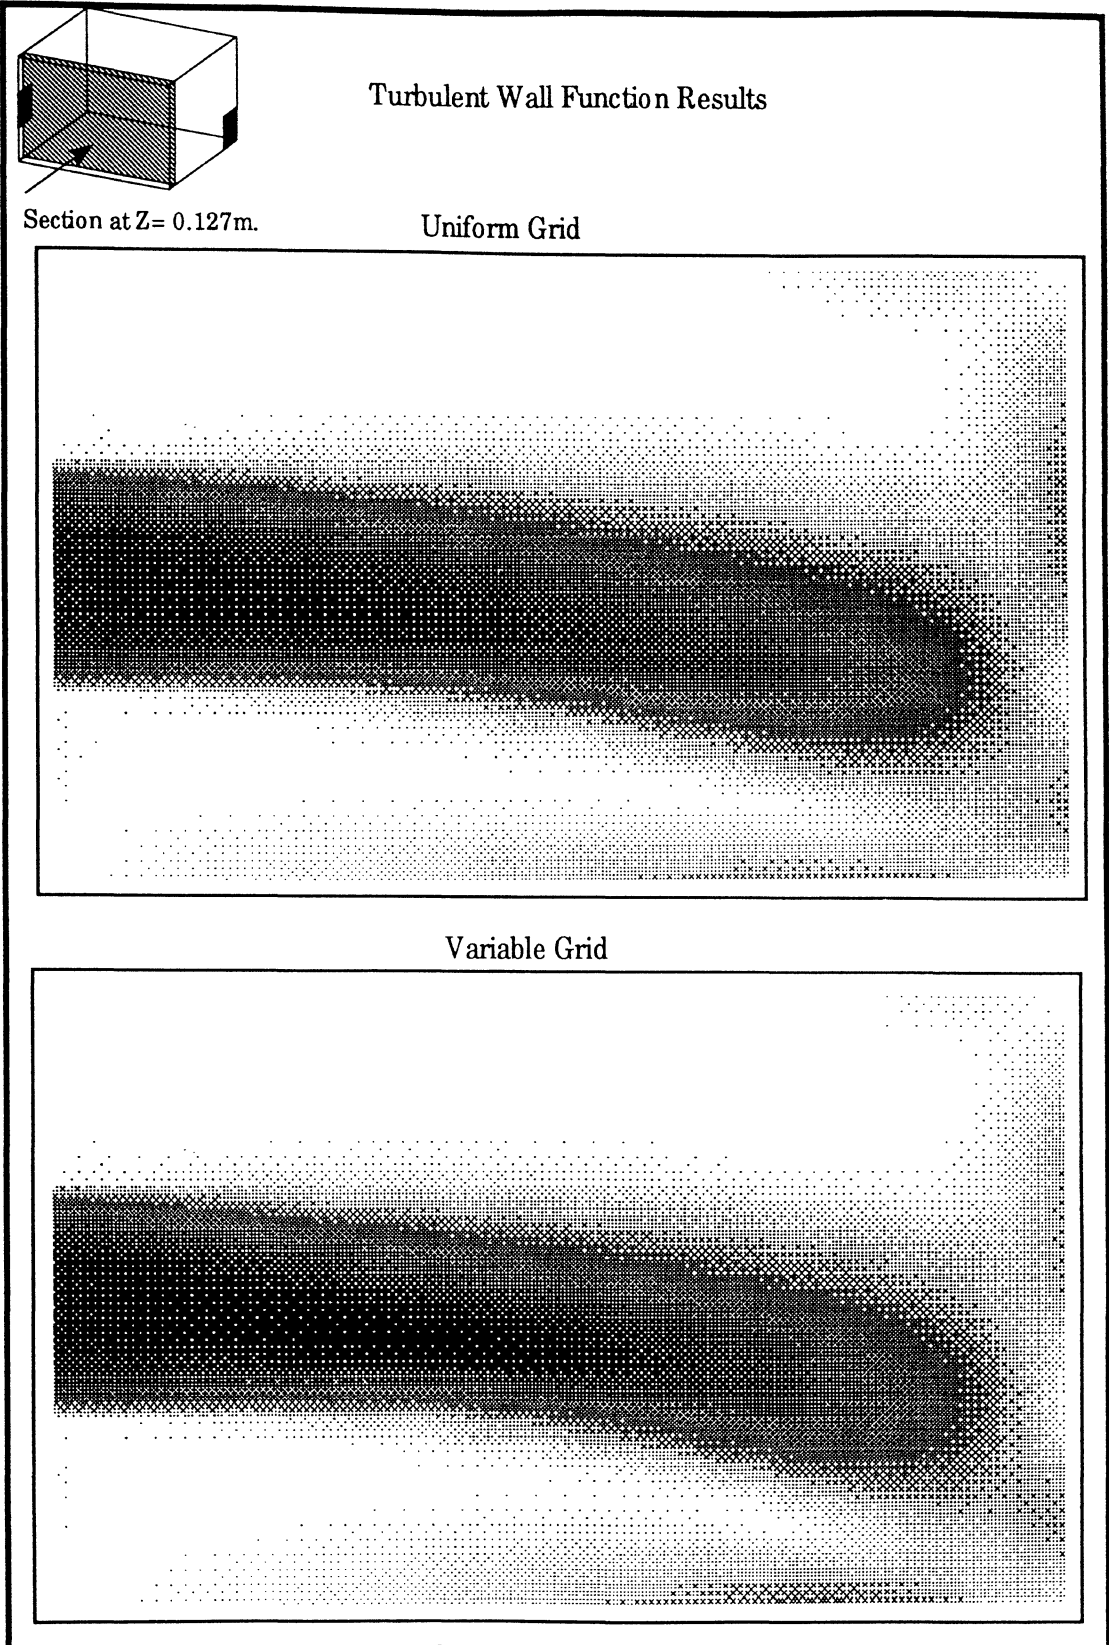 Turbulent Wall Function Results
Section at Z= 0.127m.
Uniform Grid
Variable Grid